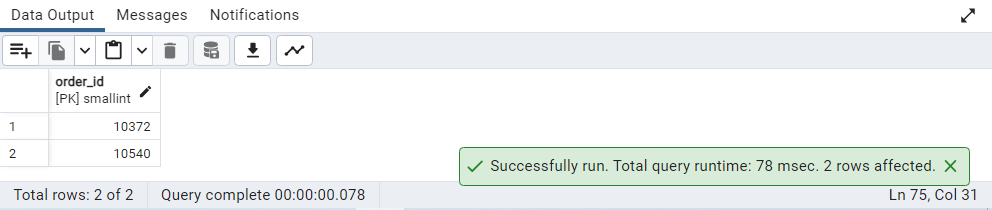 Data Output Messages Notifications
order_id
[PK] smallint
1 10372
2 10540
Successfully run. Total query runtime: 78 msec. 2 rows affected.
Total rows: 2 of 2 Query complete 00:00:00.078 Ln 75, Col 31